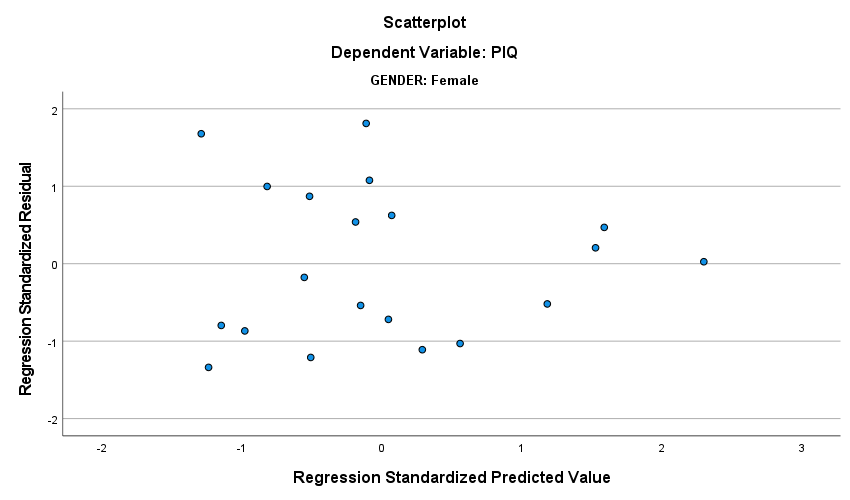 Scatterplot
Dependent Variable: PIQ
GENDER: Female
Regression Standardized Residual
2
1
0
-1
-2
-2
-1
0
1
2
3
Regression Standardized Predicted Value